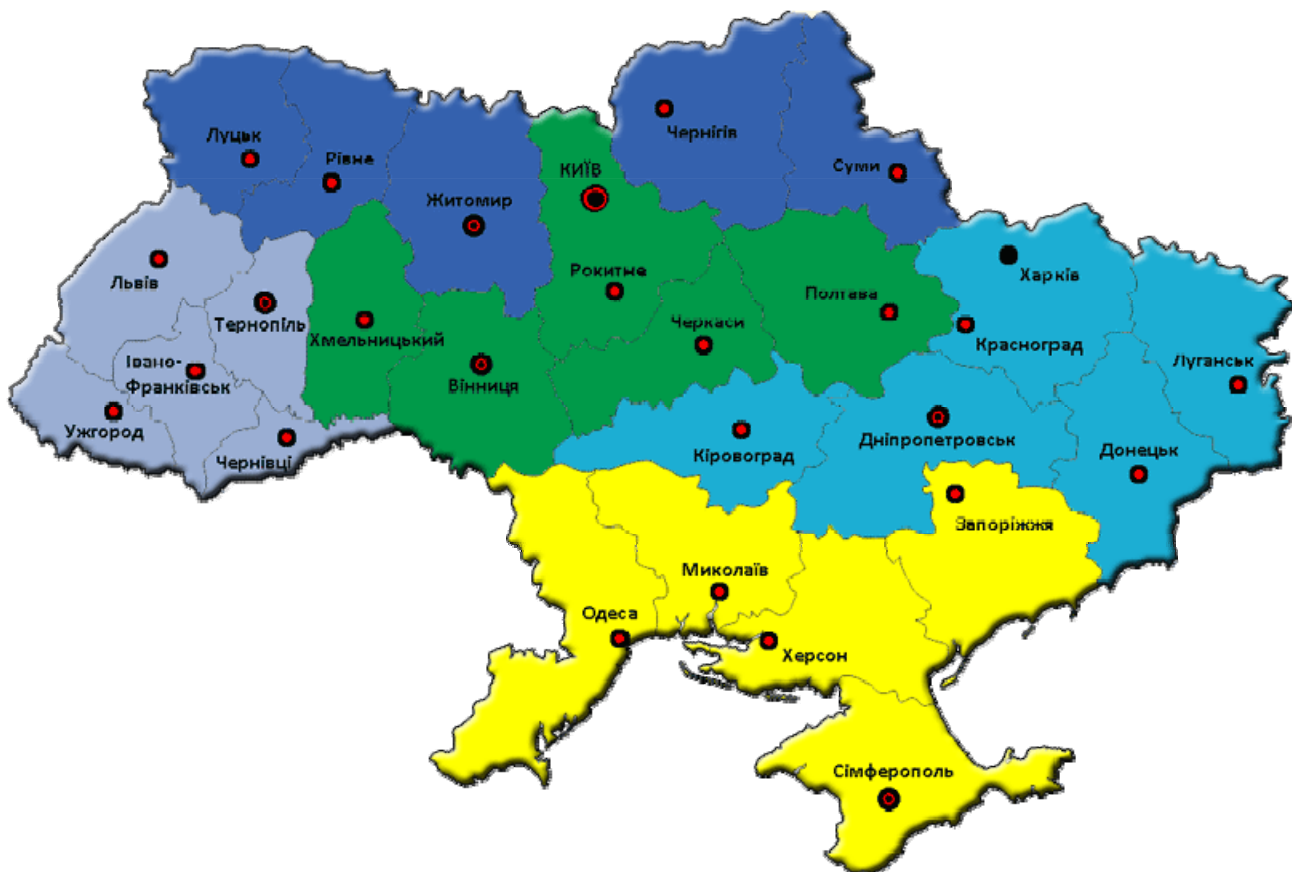 Чернігів
Луцьк
Рівне
Суми
КИЇВ
Житомир
Львів
Харків
Рокитне
Полтава
Тернопіль
Черкаси
Хмельницький
Красноград
Луганськ
Івано-
Франківськ
Вінниця
Ужгород
Дніпропетровськ
Донецьк
Чернівці
Кіровоград
Запоріжжя
Миколаїв
Одеса
Херсон
Сімферополь